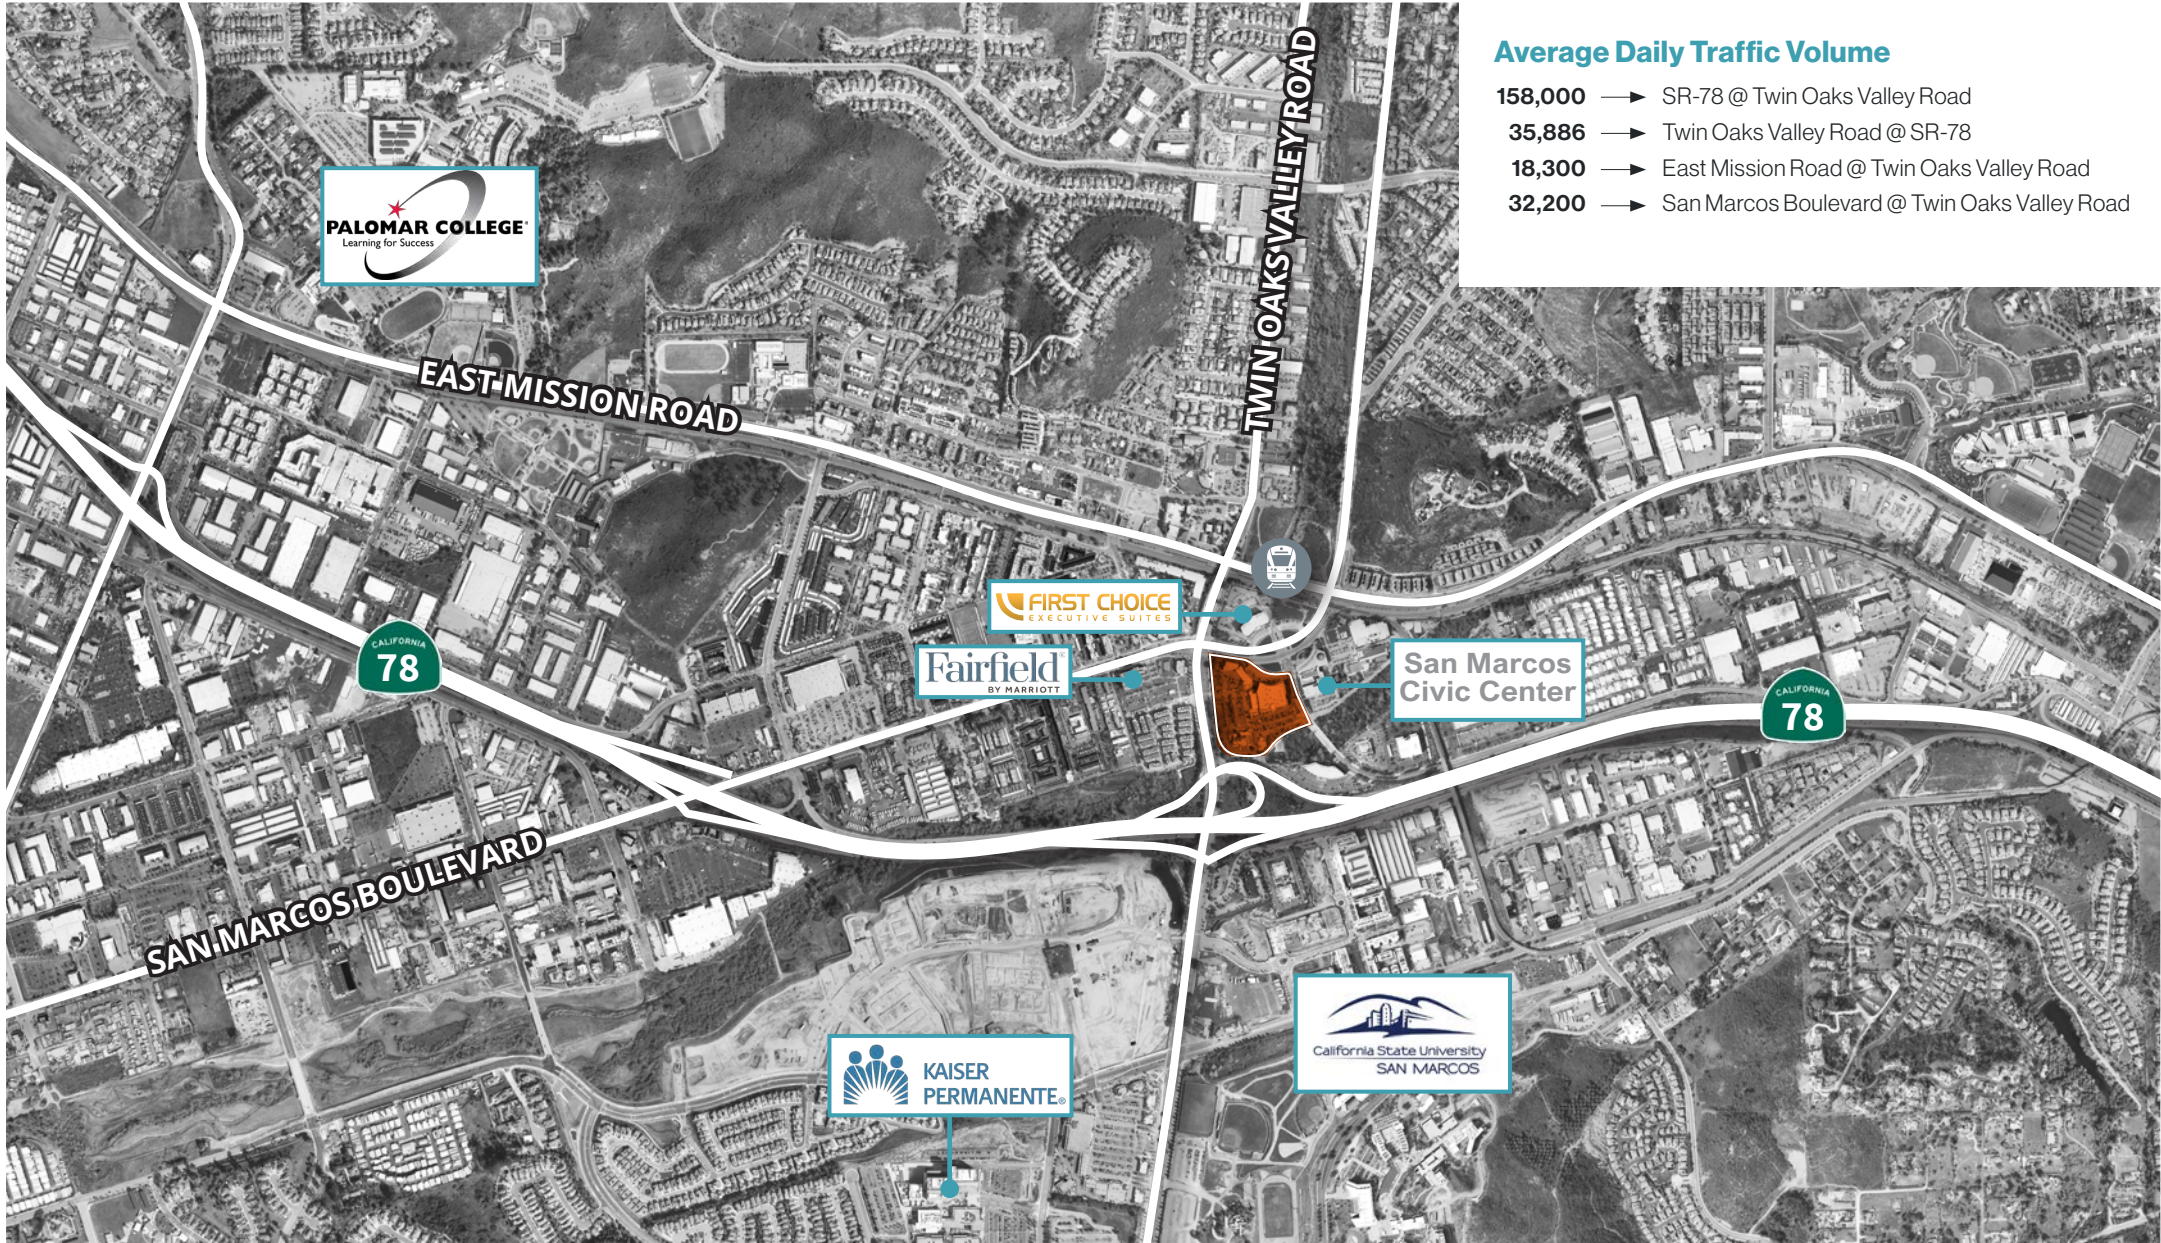 Average Daily Traffic Volume
158,000 SR-78 @ Twin Oaks Valley Road
35,886 Twin Oaks Valley Road @ SR-78
18,300 East Mission Road @ Twin Oaks Valley Road
32,200 San Marcos Boulevard @ Twin Oaks Valley Road
TWIN OAKS VALLEY ROAD
PALOMAR COLLEGE
Learning for Success
EAST MISSION ROAD
FIRST CHOICE
EXECUTIVE SUITES
Fairfield®
BY MARRIOTT
San Marcos
Civic Center
CALIFORNIA
78
CALIFORNIA
78
SAN MARCOS BOULEVARD
California State University
SAN MARCOS
KAISER
PERMANENTE®